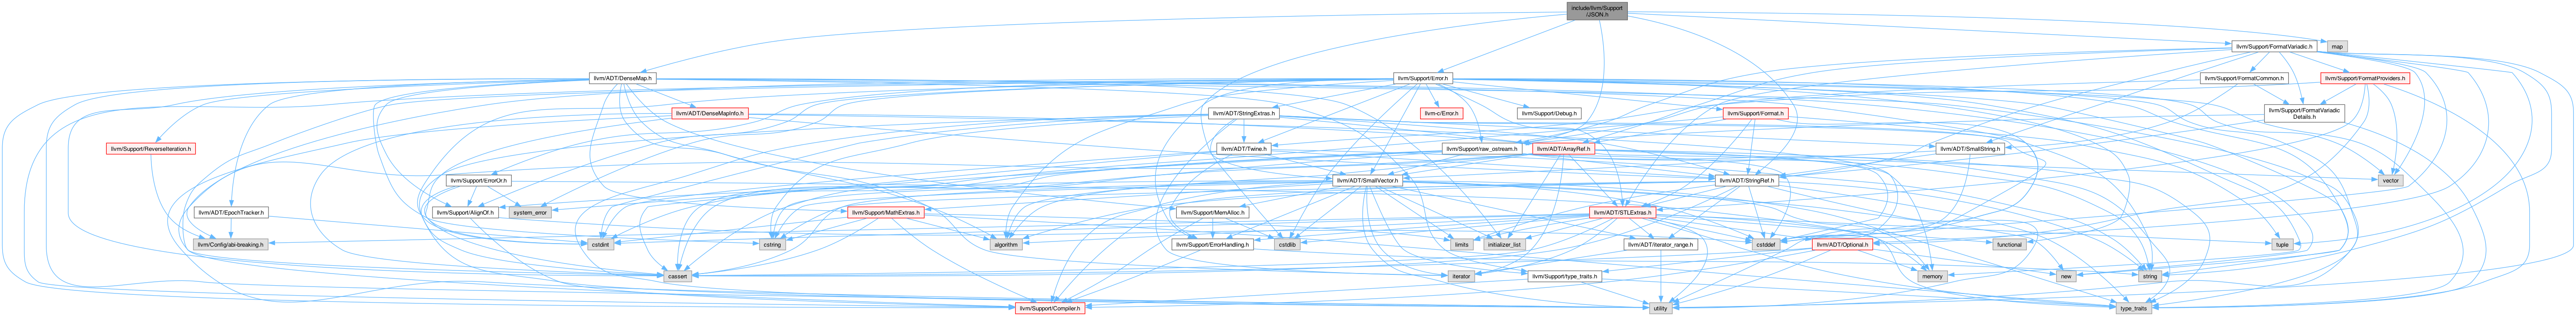 include/llvm/Support
/JSON.h
map
llvm/Support/FormatVariadic.h
llvm/ADT/DenseMap.h
llvm/Support/Error.h
llvm/Support/FormatCommon.h
llvm/Support/FormatProviders.h
llvm/ADT/DenseMapInfo.h
llvm/ADT/StringExtras.h
llvm-c/Error.h
llvm/Support/Debug.h
llvm/Support/Format.h
llvm/Support/FormatVariadic
Details.h
llvm/Support/ReverseIteration.h
llvm/ADT/Twine.h
llvm/Support/raw_ostream.h
llvm/ADT/ArrayRef.h
llvm/ADT/SmallString.h
llvm/Support/ErrorOr.h
llvm/ADT/SmallVector.h
llvm/ADT/StringRef.h
vector
llvm/ADT/EpochTracker.h
llvm/Support/AlignOf.h
system_error
llvm/Support/MathExtras.h
llvm/Support/MemAlloc.h
llvm/ADT/STLExtras.h
llvm/Config/abi-breaking.h
cstdint
cstring
algorithm
llvm/Support/ErrorHandling.h
cstdlib
limits
initializer_list
llvm/ADT/iterator_range.h
cstddef
llvm/ADT/Optional.h
functional
tuple
cassert
iterator
llvm/Support/type_traits.h
memory
new
string
llvm/Support/Compiler.h
utility
type_traits